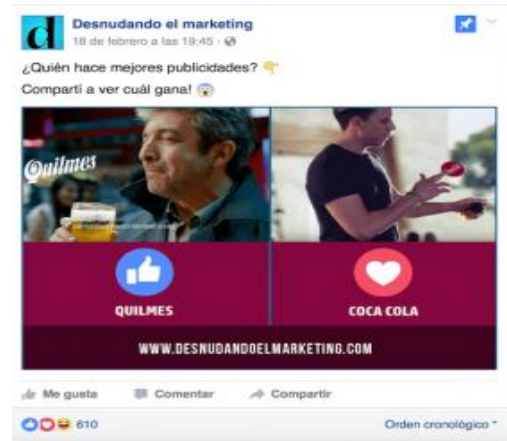 Desnudando el marketing
18 de febrero a las 19:45 ·
¿Quién hace mejores publicidades? 👇
Compartí a ver cuál gana! 😱
Quilmes
QUILMES
COCA COLA
WWW.DESNUDANDOELMARKETING.COM
Me gusta Comentar Compartir
610 Orden cronológico